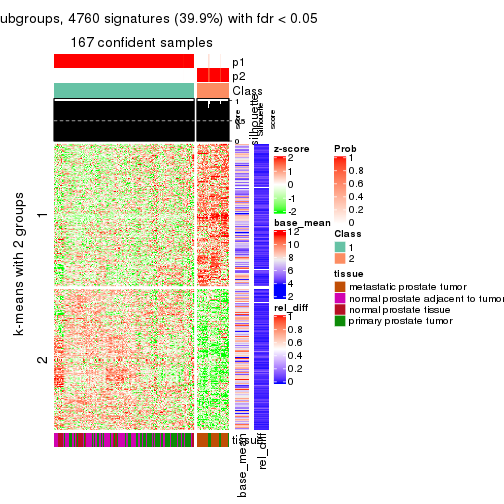 ubgroups, 4760 signatures (39.9%) with fdr < 0.05
167 confident samples
p1
p2
Class
1
0
silhouette
score
k-means with 2 groups
1
2
z-score
2
1
0
-2
base_mean
12
10
8
6
4
2
rel_diff
1
0.8
0.6
0.4
0.2
0
Prob
1
0.8
0.6
0.4
0.2
0
Class
1
2
tissue
metastatic prostate tumor
normal prostate adjacent to tumor
normal prostate tissue
primary prostate tumor
tissue
base_mean
rel_diff